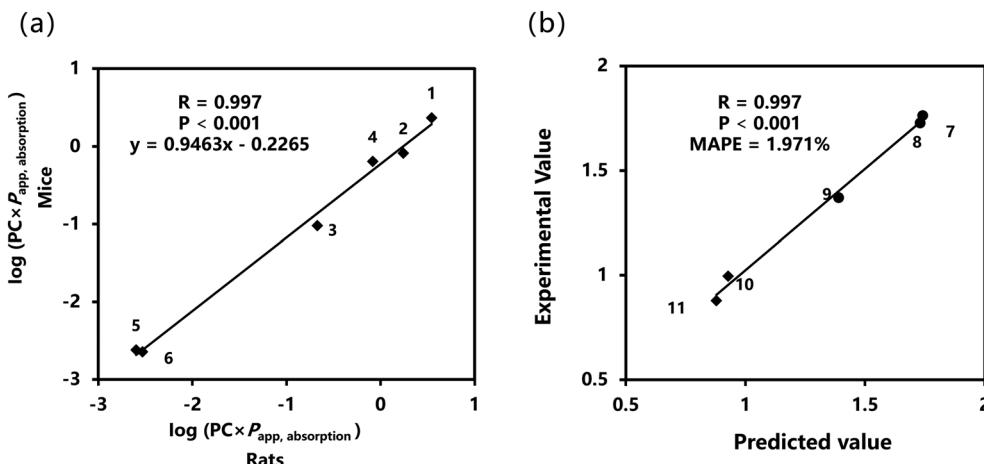 (a)
log (PC×Papp, absorption)
Mice
1
0
-1
-2
-3
R = 0.997
P < 0.001
y = 0.9463x - 0.2265
1
2
4
3
5
6
-3
-2
-1
0
1
log (PC×Papp, absorption)
Rats
(b)
Experimental Value
2
1.5
1
0.5
R = 0.997
P < 0.001
MAPE = 1.971%
7
8
9
10
11
0.5
1
1.5
2
Predicted value